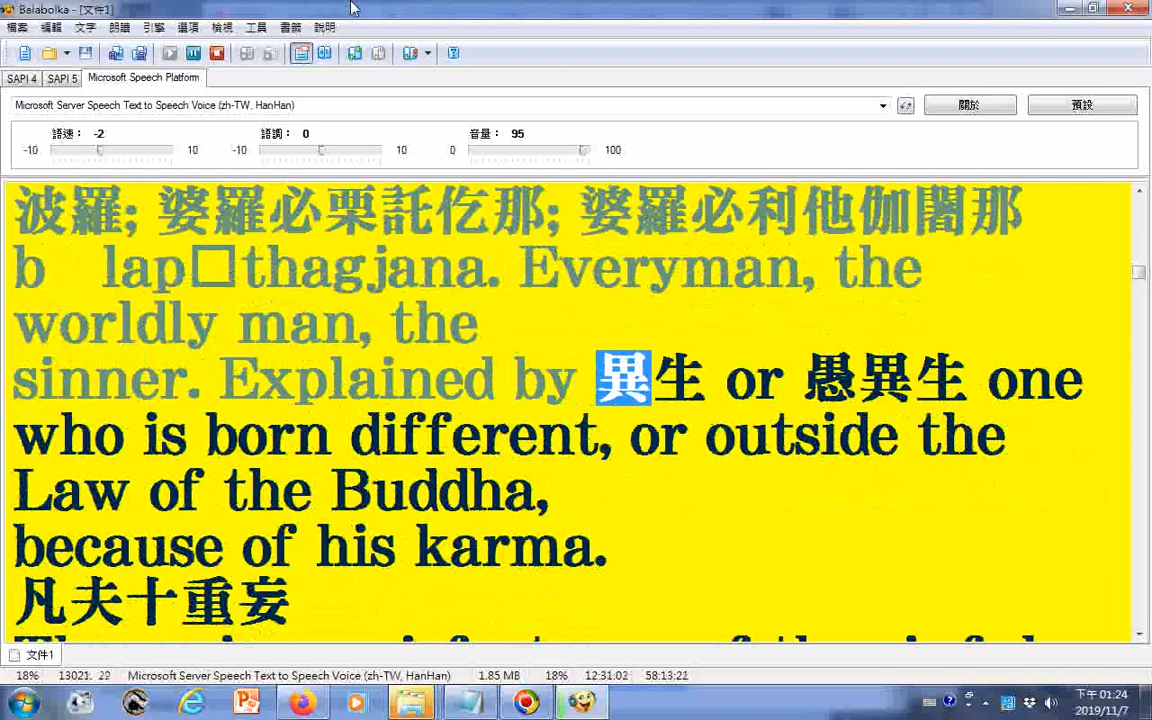 Balabolka - [文件1]
檔案 編輯 文字 朗讀 引擎 選項 檢視 工具 書籤 說明
SAPI 4 SAPI 5 Microsoft Speech Platform
Microsoft Server Speech Text to Speech Voice (zh-TW, HanHan) 關於 預設
語速： -2 語調： 0 音量： 95
-10 10 -10 10 0 100
波羅; 婆羅必栗託仡那; 婆羅必利他伽闍那
b lap□thagjana. Everyman, the
worldly man, the
sinner. Explained by 異生 or 愚異生 one
who is born different, or outside the
Law of the Buddha,
because of his karma.
凡夫十重妄
文件1
18% 13021: 22 Microsoft Server Speech Text to Speech Voice (zh-TW, HanHan) 1.85 MB 18% 12:31:02 58:13:22
下午 01:24
2019/11/7